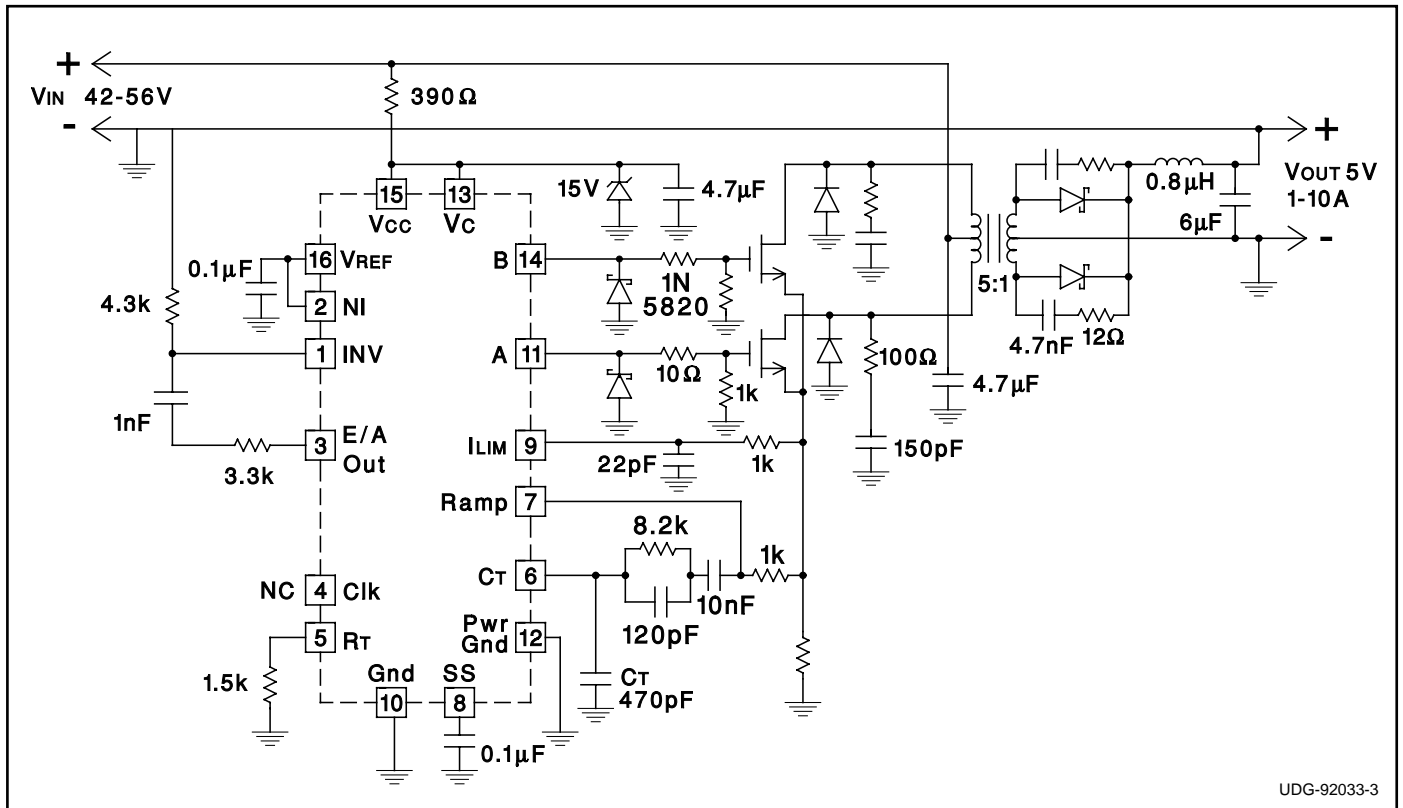 +
VIN 42-56V
-
390Ω
+
VOUT 5V
1-10A
-
15V
4.7µF
0.8µH
6µF
15
VCC
13
VC
0.1µF
16 VREF
2 NI
1 INV
4.3k
1nF
3.3k
3 E/A
Out
NC 4 Clk
5 RT
1.5k
Gnd
10
SS
8
0.1µF
B 14
1N
5820
A 11
10Ω
1k
ILIM 9
22pF
1k
Ramp 7
8.2k
1k
CT 6
10nF
120pF
Pwr
Gnd 12
CT
470pF
100Ω
150pF
4.7µF
5:1
4.7nF
12Ω
UDG-92033-3